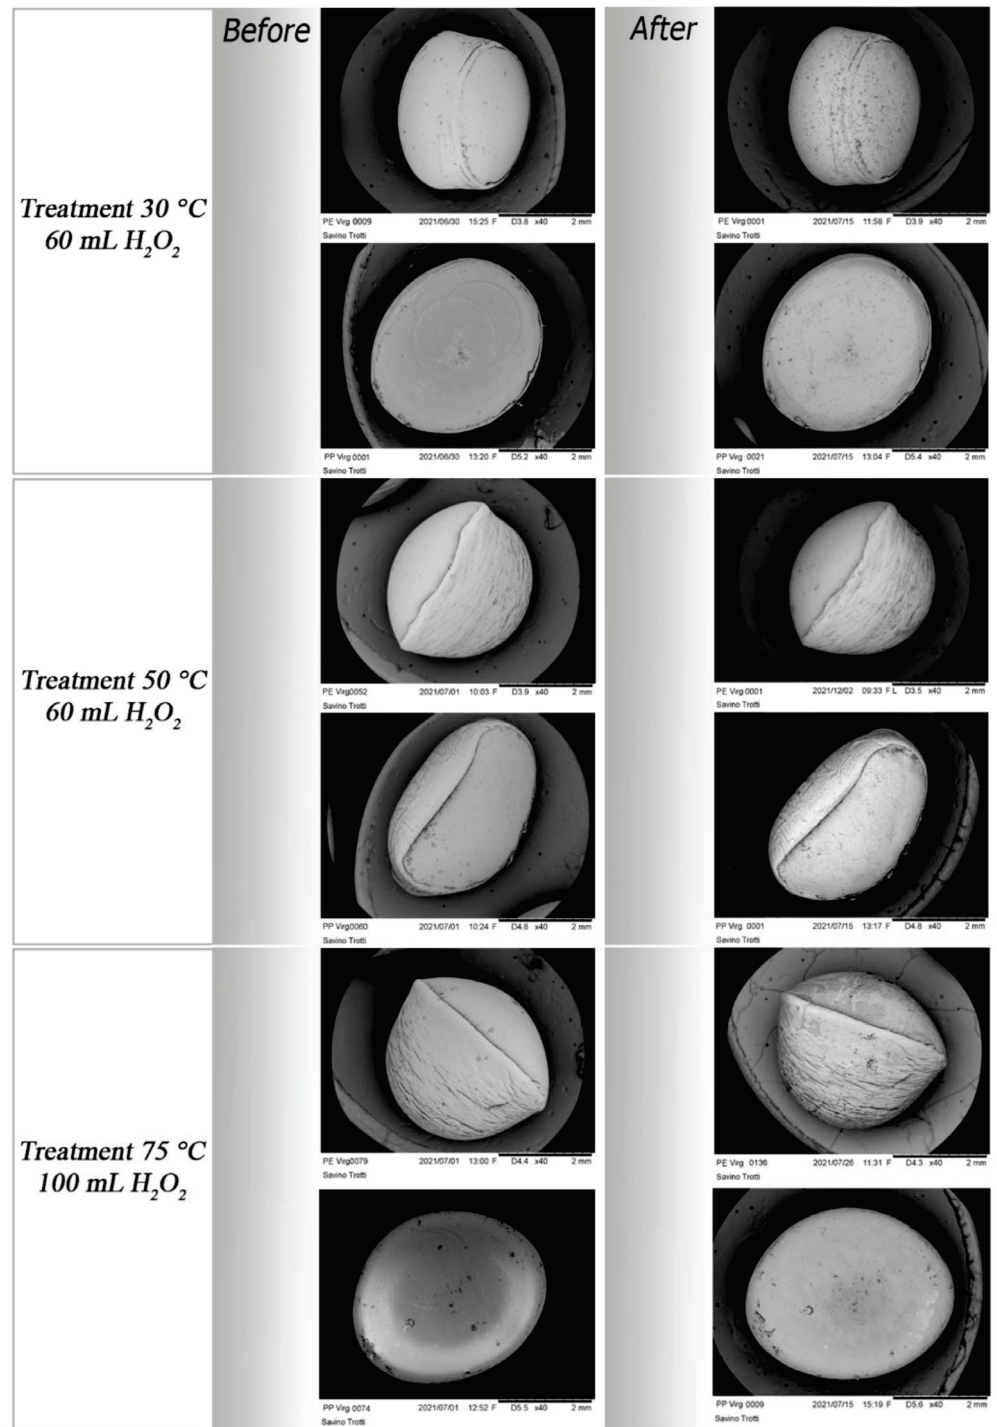 Before
After
Treatment 30 °C
60 mL H₂O₂
PE Virg 0009 2021/06/30 15:25 F D3.8 x40 2 mm
Savino Trotti
PE Virg 0001 2021/07/15 11:58 F D3.9 x40 2 mm
Savino Trotti
PP Virg 0001 2021/06/30 13:20 F D5.2 x40 2 mm
Savino Trotti
PP Virg 0021 2021/07/15 13:04 F D5.4 x40 2 mm
Savino Trotti
Treatment 50 °C
60 mL H₂O₂
PE Virg0052 2021/07/01 10:03 F D3.9 x40 2 mm
Savino Trotti
PE Virg 0001 2021/12/02 09:33 F L D3.5 x40 2 mm
Savino Trotti
PP Virg0060 2021/07/01 10:24 F D4.8 x40 2 mm
Savino Trotti
PP Virg 0001 2021/07/15 13:17 F D4.8 x40 2 mm
Savino Trotti
Treatment 75 °C
100 mL H₂O₂
PE Virg0079 2021/07/01 13:00 F D4.4 x40 2 mm
Savino Trotti
PE Virg 0136 2021/07/26 11:31 F D4.3 x40 2 mm
Savino Trotti
PP Virg 0074 2021/07/01 12:52 F D5.5 x40 2 mm
Savino Trotti
PP Virg 0009 2021/07/15 15:19 F D5.6 x40 2 mm
Savino Trotti